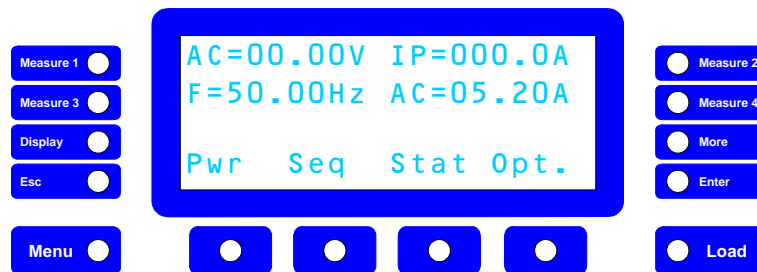 Measure 1
Measure 3
Display
Esc
Menu
AC=00.00V IP=000.0A
F=50.00Hz AC=05.20A
Pwr Seq Stat Opt.
Measure 2
Measure 4
More
Enter
Load